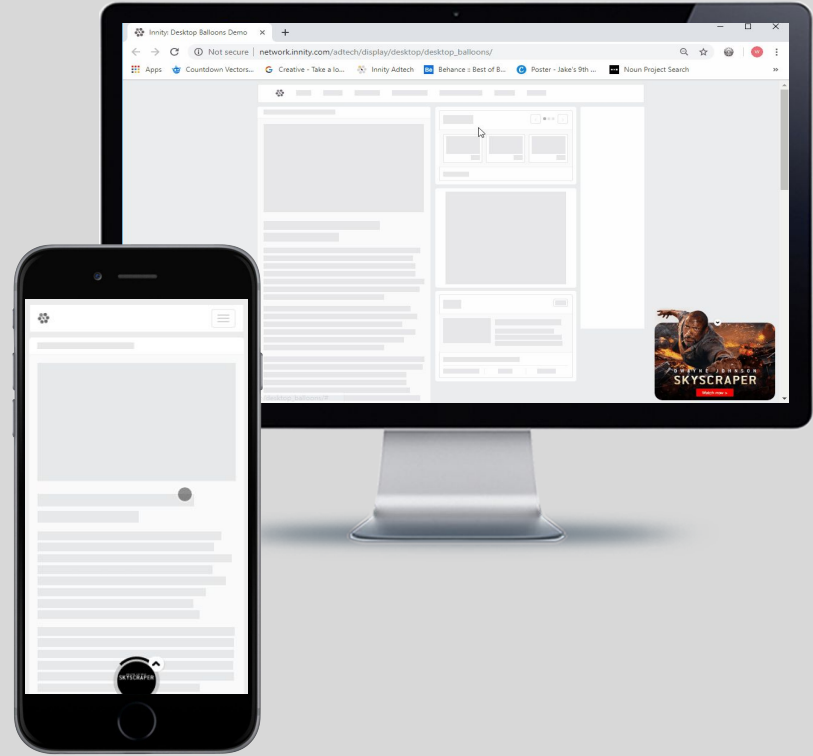 Innity: Desktop Balloons Demo
Not secure | network.innity.com/adtech/display/desktop/desktop_balloons/
Apps Countdown Vectors... Creative - Take a lo... Innity Adtech Bē Behance :: Best of B... Poster - Jake's 9th ... Noun Project Search »
DWAYNE JOHNSON
SKYSCRAPER
Watch now »
SKYSCRAPER